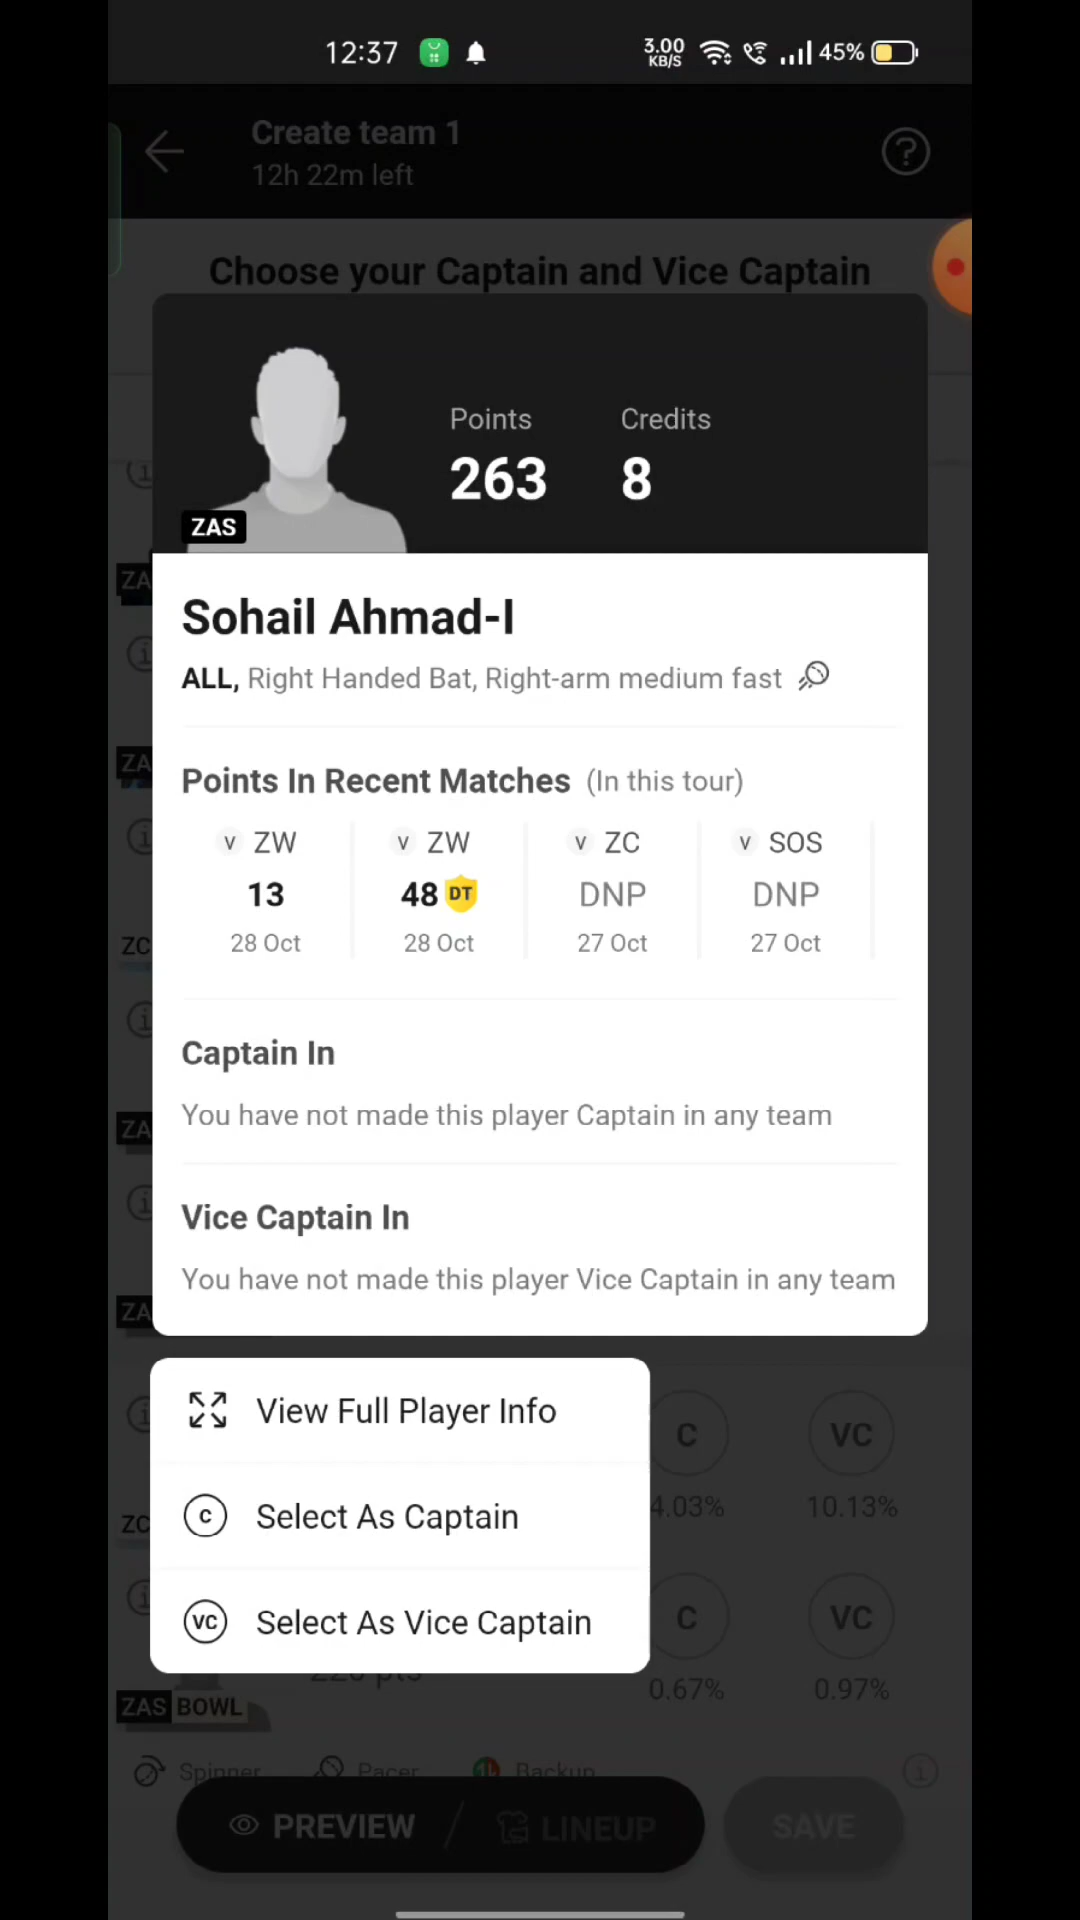 12:37 3.00 KB/S 45%
Create team 1
12h 22m left
Choose your Captain and Vice Captain
Points Credits
263 8
ZAS
Sohail Ahmad-I
ALL, Right Handed Bat, Right-arm medium fast
Points In Recent Matches (In this tour)
v ZW v ZW v ZC v SOS
13 48 DT DNP DNP
28 Oct 28 Oct 27 Oct 27 Oct
Captain In
You have not made this player Captain in any team
Vice Captain In
You have not made this player Vice Captain in any team
View Full Player Info
C VC
C Select As Captain
4.03% 10.13%
ZC
VC Select As Vice Captain
C VC
0.67% 0.97%
ZAS BOWL
Spinner Pacer Backup
PREVIEW / LINEUP SAVE